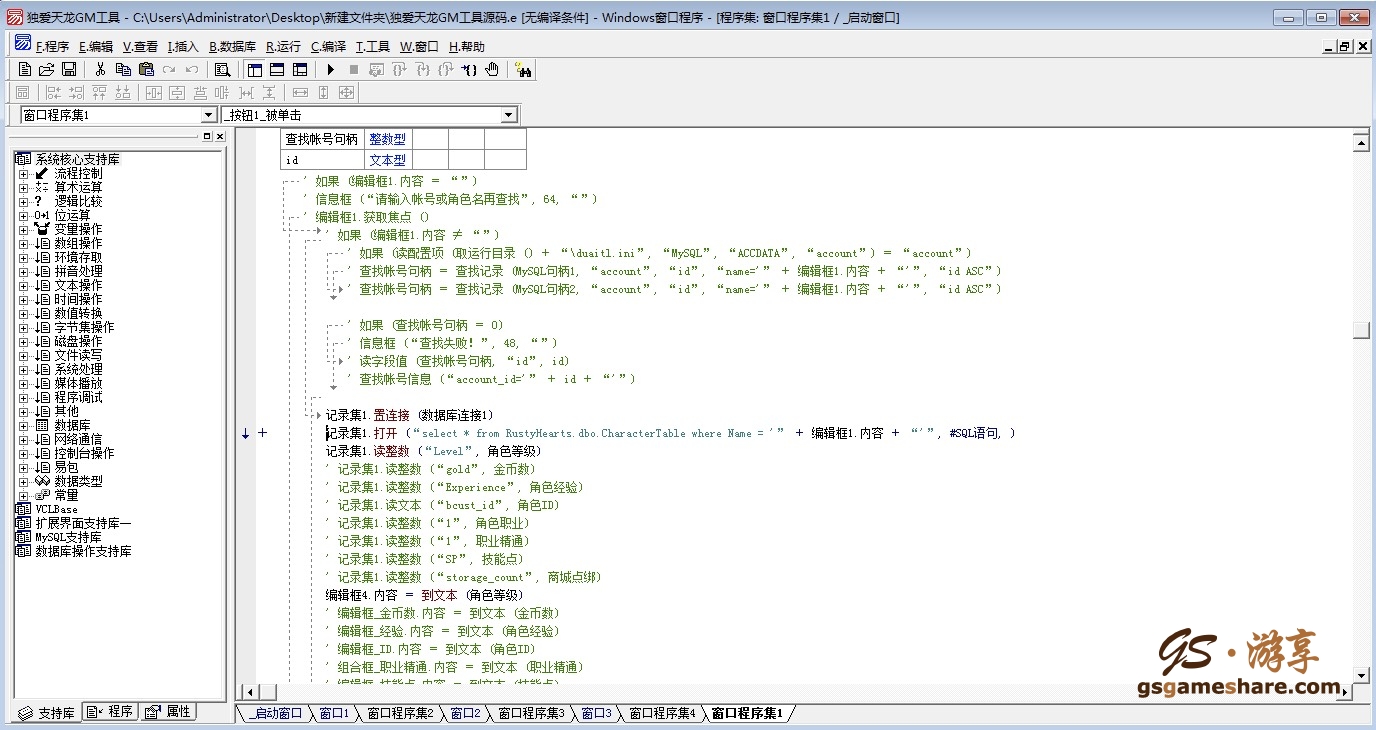 独爱天龙GM工具 - C:\Users\Administrator\Desktop\新建文件夹\独爱天龙GM工具源码.e [无编译条件] - Windows窗口程序 - [程序集: 窗口程序集1 / _启动窗口]
F.程序 E.编辑 V.查看 I.插入 B.数据库 R.运行 C.编译 T.工具 W.窗口 H.帮助
窗口程序集1 _按钮1_被单击
系统核心支持库
流程控制
算术运算
逻辑比较
位运算
变量操作
数组操作
环境存取
拼音处理
文本操作
时间操作
数值转换
字节集操作
磁盘操作
文件读写
系统处理
媒体播放
程序调试
其他
数据库
网络通信
控制台操作
易包
数据类型
常量
VCLBase
扩展界面支持库一
MySQL支持库
数据库操作支持库
支持库 程序 属性
查找帐号句柄 整数型
id 文本型
' 如果 (编辑框1.内容 = “”)
' 信息框 (“请输入帐号或角色名再查找”, 64, “”)
' 编辑框1.获取焦点 ()
' 如果 (编辑框1.内容 ≠ “”)
' 如果 (读配置项 (取运行目录 () + “\duaitl.ini”, “MySQL”, “ACCDATA”, “account”) = “account”)
' 查找帐号句柄 = 查找记录 (MySQL句柄1, “account”, “id”, “name='” + 编辑框1.内容 + “'”, “id ASC”)
' 查找帐号句柄 = 查找记录 (MySQL句柄2, “account”, “id”, “name='” + 编辑框1.内容 + “'”, “id ASC”)
' 如果 (查找帐号句柄 = 0)
' 信息框 (“查找失败！”, 48, “”)
' 读字段值 (查找帐号句柄, “id”, id)
' 查找帐号信息 (“account_id='” + id + “'”)
记录集1.置连接 (数据库连接1)
记录集1.打开 (“select * from RustyHearts.dbo.CharacterTable where Name = '” + 编辑框1.内容 + “'”, #SQL语句, )
记录集1.读整数 (“Level”, 角色等级)
' 记录集1.读整数 (“gold”, 金币数)
' 记录集1.读整数 (“Experience”, 角色经验)
' 记录集1.读文本 (“bcust_id”, 角色ID)
' 记录集1.读整数 (“1”, 角色职业)
' 记录集1.读整数 (“1”, 职业精通)
' 记录集1.读整数 (“SP”, 技能点)
' 记录集1.读整数 (“storage_count”, 商城点绑)
编辑框4.内容 = 到文本 (角色等级)
' 编辑框_金币数.内容 = 到文本 (金币数)
' 编辑框_经验.内容 = 到文本 (角色经验)
' 编辑框_ID.内容 = 到文本 (角色ID)
' 组合框_职业精通.内容 = 到文本 (职业精通)
' 编辑框_技能点.内容 = 到文本 (技能点)
_启动窗口 窗口1 窗口程序集2 窗口2 窗口程序集3 窗口3 窗口程序集4 窗口程序集1
GS·游享
gsgameshare.com